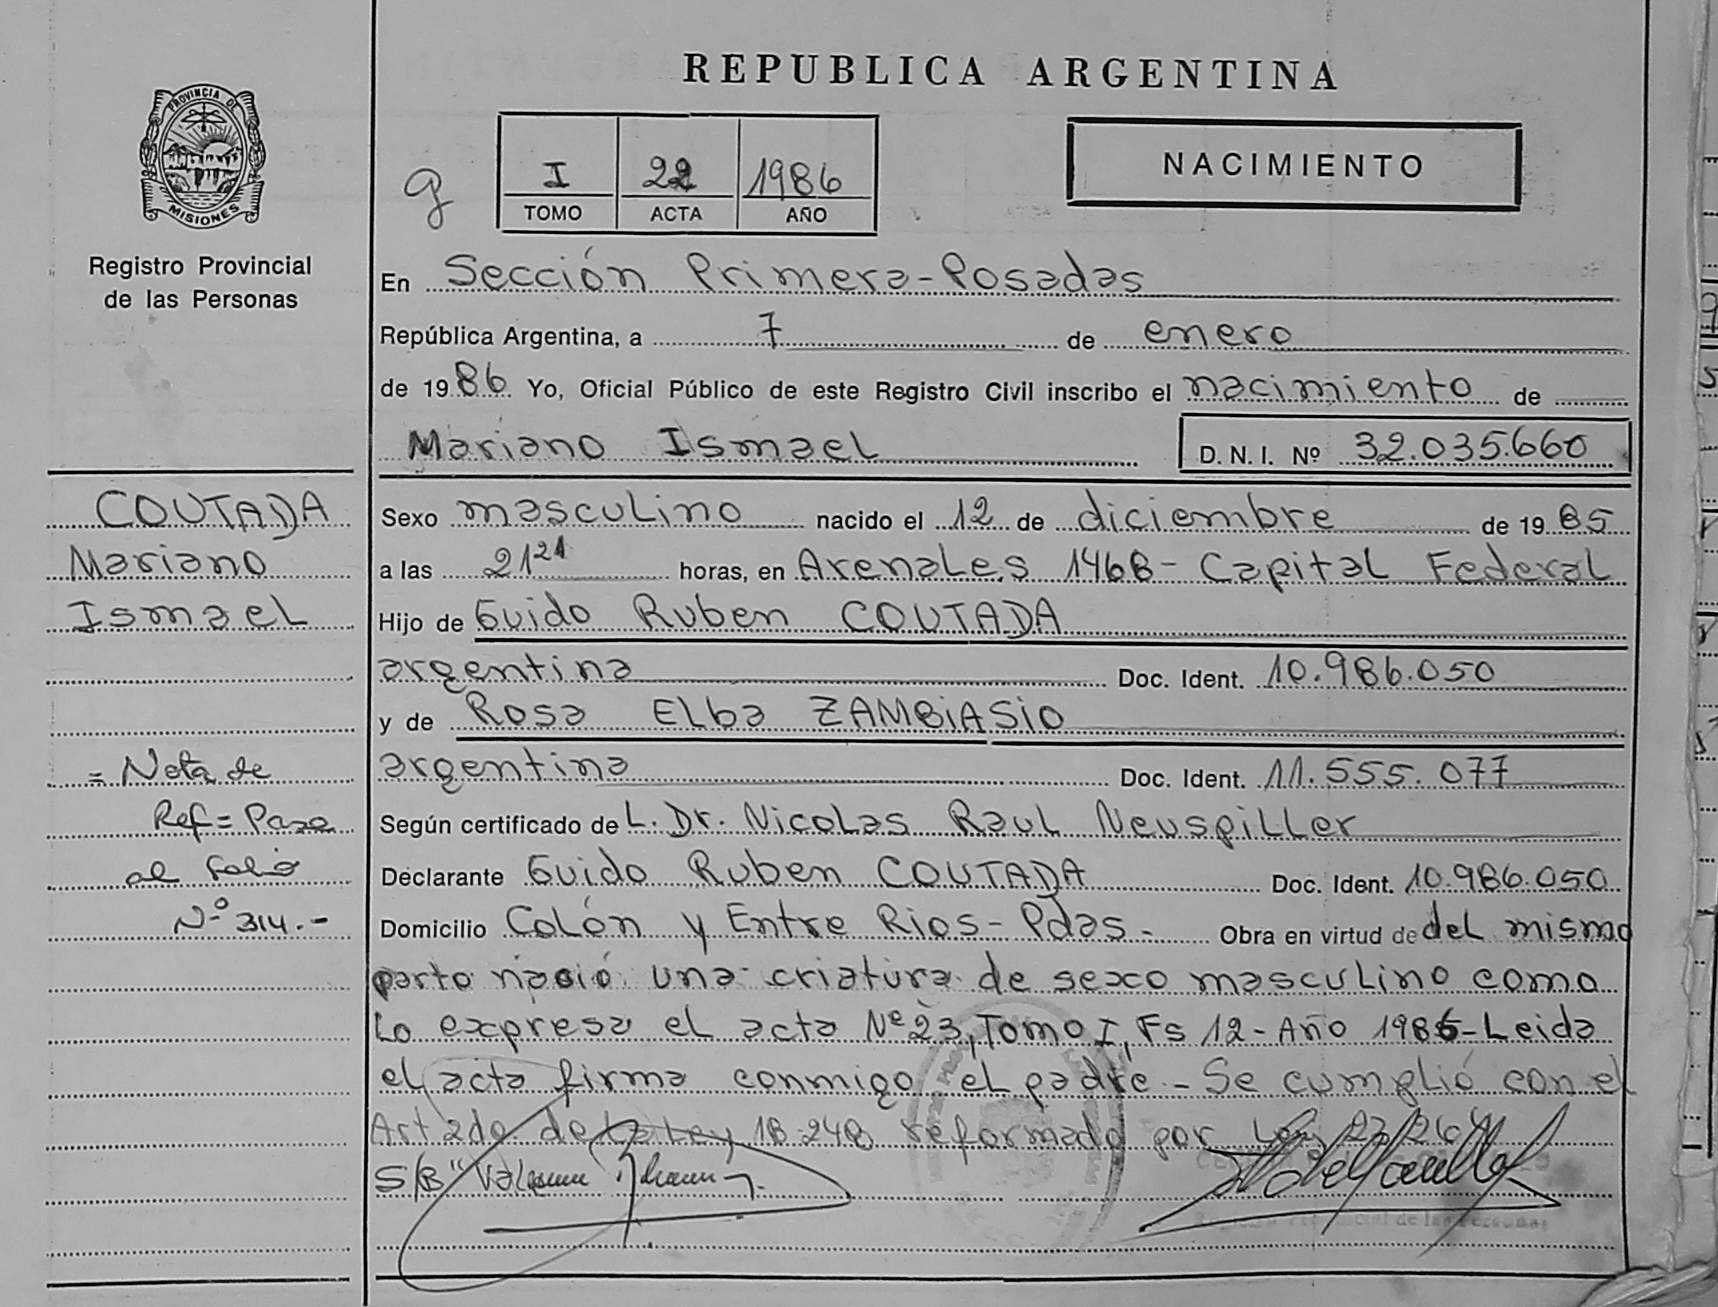 REPUBLICA ARGENTINA
PROVINCIA DE
MISIONES
Registro Provincial
de las Personas
g
I 22 1986
TOMO ACTA AÑO
NACIMIENTO
En Sección Primera-Posadas
República Argentina, a 7 de enero
de 1986 Yo, Oficial Público de este Registro Civil inscribo el nacimiento de
Mariano Ismael D. N. I. Nº 32.035.660
COUTADA
Mariano
Ismael
= Nota de
Ref = Pasa
al folio
Nº 314.-
Sexo masculino nacido el 12 de diciembre de 1985
a las 21²¹ horas, en Arenales 1468- Capital Federal
Hijo de Guido Ruben COUTADA
argentina Doc. Ident. 10.986.050
y de Rosa Elba ZAMBIASIO
argentina Doc. Ident. 11.555.077
Según certificado de L. Dr. Nicolas Raul Neuspiller
Declarante Guido Ruben COUTADA Doc. Ident. 10.986.050
Domicilio Colón y Entre Rios- Pdas- Obra en virtud de del mismo
parto nació una criatura de sexo masculino como
lo expresa el acta Nº 23, Tomo I, Fs 12- Año 1986- Leida
el acta firma conmigo el padre.- Se cumplió con el
Art 2do de la Ley 18.248 reformado por Ley
S/B "Vale